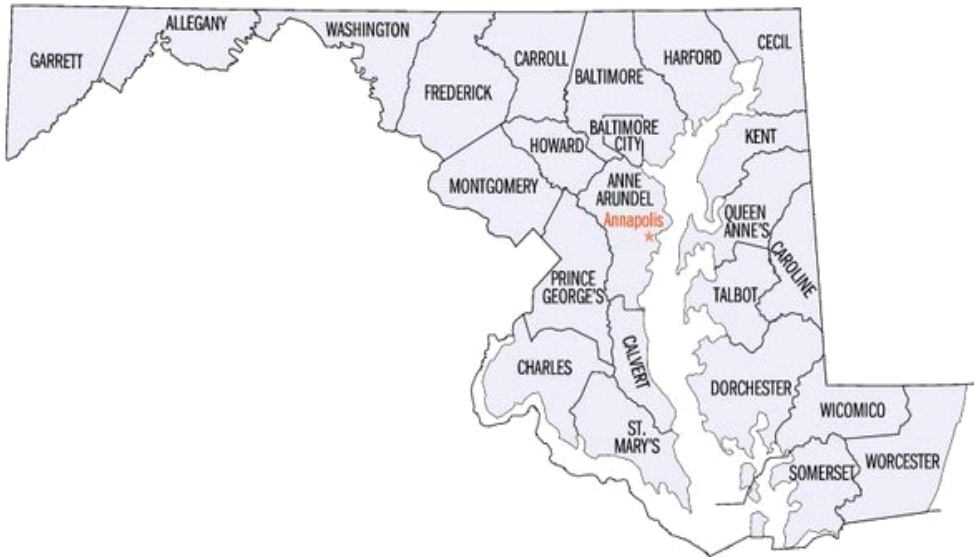 GARRETT
ALLEGANY
WASHINGTON
FREDERICK
CARROLL
BALTIMORE
HARFORD
CECIL
BALTIMORE
CITY
HOWARD
MONTGOMERY
KENT
ANNE
ARUNDEL
Annapolis
*
QUEEN
ANNE'S
CAROLINE
TALBOT
PRINCE
GEORGE'S
CHARLES
CALVERT
ST.
MARY'S
DORCHESTER
WICOMICO
SOMERSET
WORCESTER